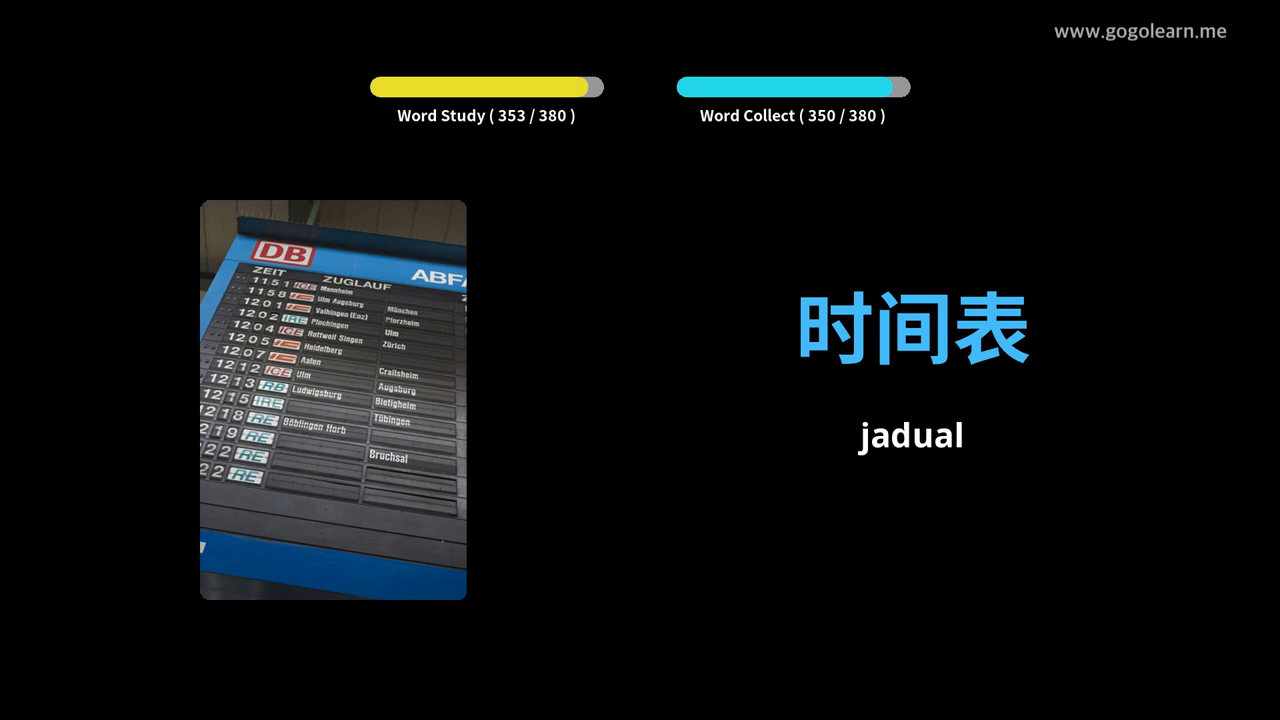 www.gogolearn.me
Word Study ( 353 / 380 )
Word Collect ( 350 / 380 )
DB
ABF
ZEIT ZUGLAUF
1151 ICE Mannheim
1158 Ulm Augsburg München
1201 Vaihingen (Enz) Pforzheim
1202 IRE Plochingen Ulm
1204 ICE Rottweil Singen Zürich
1205 Heidelberg
1207 Aalen Crailsheim
1212 ICE Ulm Augsburg
1213 RB Ludwigsburg Bietigheim
1215 IRE Tübingen
1218 RE Böblingen Horb
219 RE Bruchsal
22 RE
22 RE
时间表
jadual